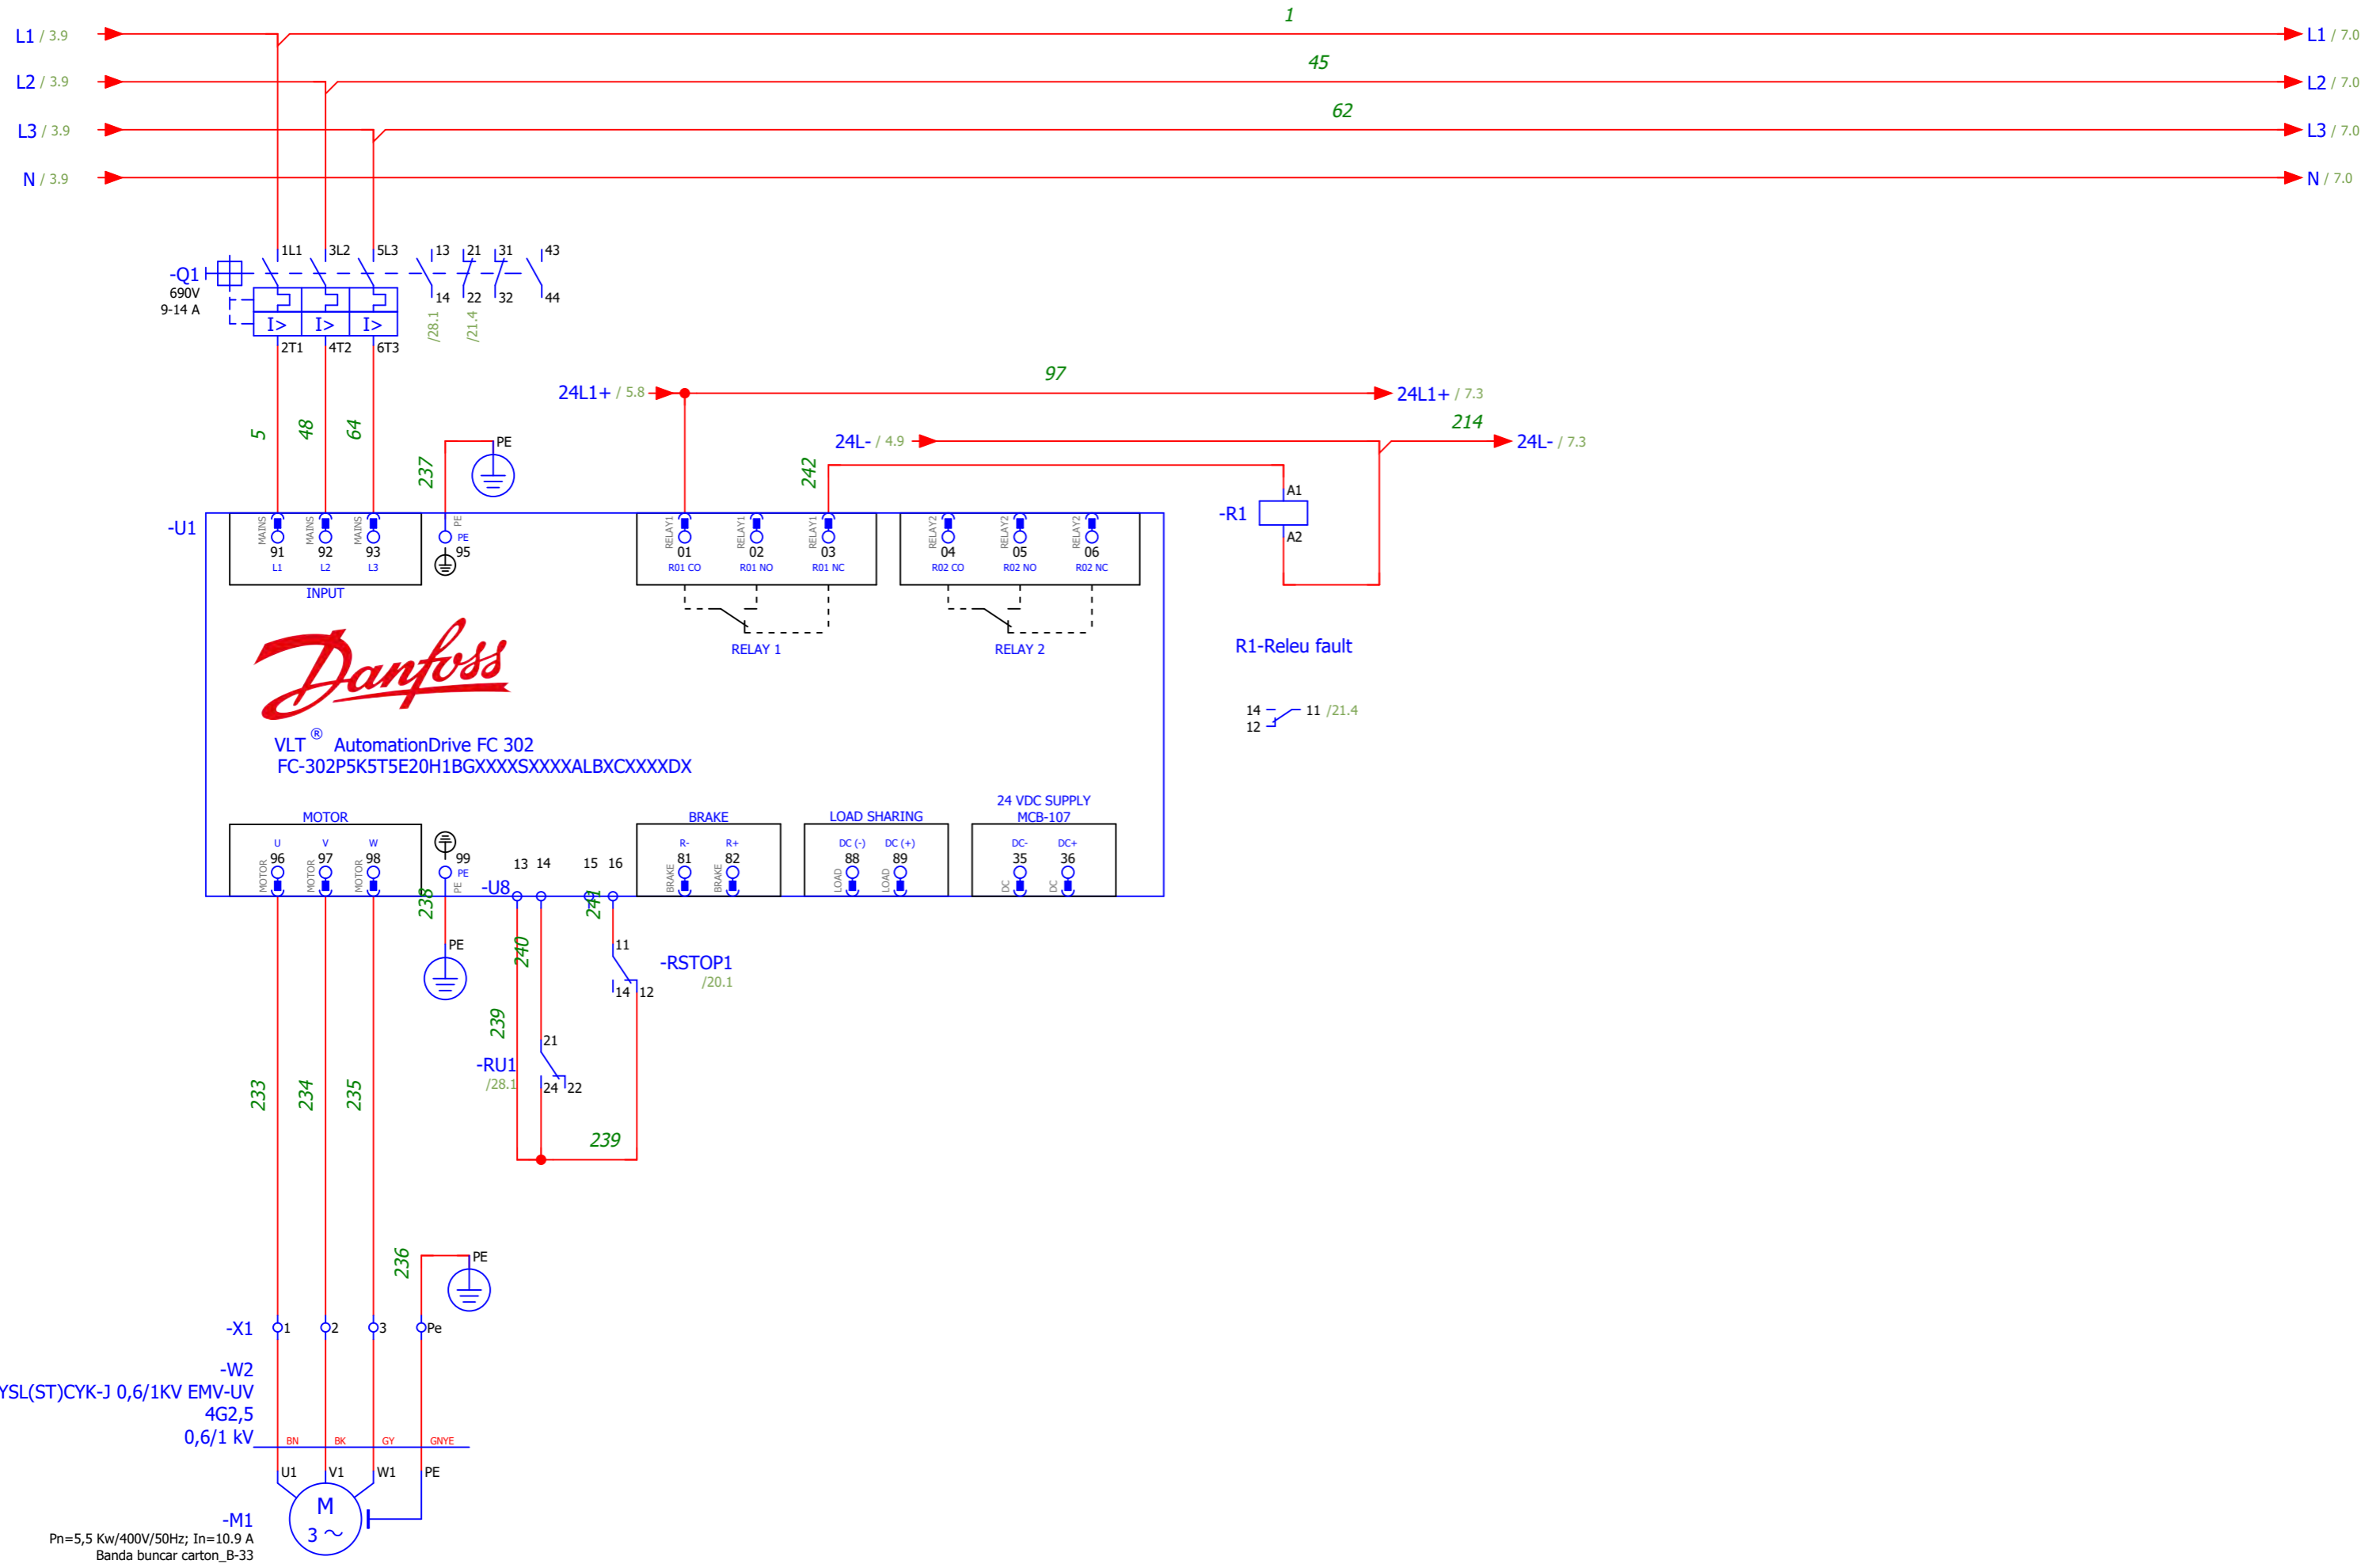 1
L1 / 3.9
L1 / 7.0
45
L2 / 3.9
L2 / 7.0
62
L3 / 3.9
L3 / 7.0
N / 3.9
N / 7.0
1L1 3L2 5L3 13 21 31 43
-Q1
690V
9-14 A
14 22 32 44
I> I> I>
/28.1 /21.4
2T1 4T2 6T3
97
24L1+ / 5.8
24L1+ / 7.3
214
24L- / 4.9
24L- / 7.3
5 48 64
237
PE
242
A1
-R1
A2
-U1
MAINS MAINS MAINS PE
91 92 93
PE
95
L1 L2 L3
INPUT
RELAY1 RELAY1 RELAY1
01 02 03
R01 CO R01 NO R01 NC
RELAY 1
RELAY2 RELAY2 RELAY2
04 05 06
R02 CO R02 NO R02 NC
RELAY 2
R1-Releu fault
14 11 /21.4
12
Danfoss
VLT ® AutomationDrive FC 302
FC-302P5K5T5E20H1BGXXXXSXXXXALBXCXXXXDX
MOTOR
U V W
96 97 98
MOTOR MOTOR MOTOR
99
PE
PE
13 14 15 16
-U8
BRAKE
R- R+
81 82
BRAKE BRAKE
LOAD SHARING
DC (-) DC (+)
88 89
LOAD LOAD
24 VDC SUPPLY
MCB-107
DC- DC+
35 36
DC DC
238
241
240
PE
11
-RSTOP1
/20.1
14 12
239
21
-RU1
/28.1
24 22
239
233 234 235
236
PE
-X1 1 2 3 Pe
-W2
YSL(ST)CYK-J 0,6/1KV EMV-UV
4G2,5
0,6/1 kV
BN BK GY GNYE
U1 V1 W1 PE
M
3 ~
-M1
Pn=5,5 Kw/400V/50Hz; In=10.9 A
Banda buncar carton_B-33